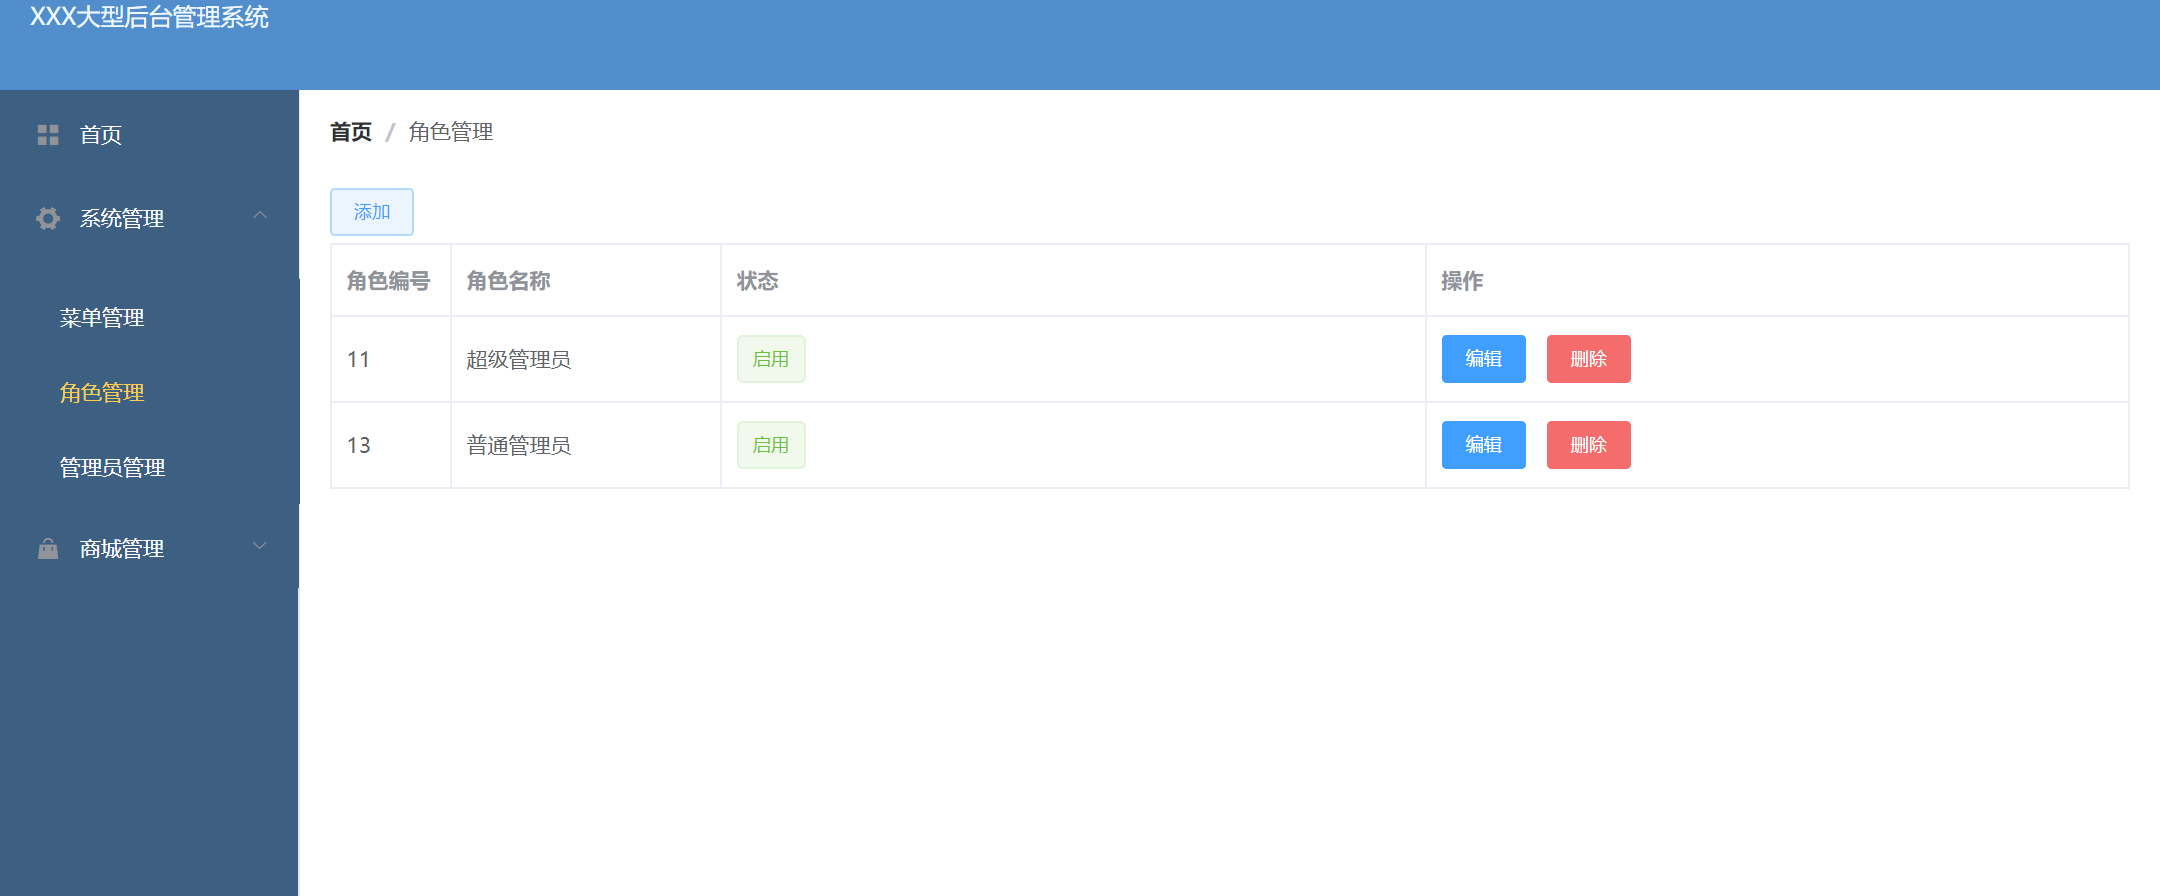 XXX大型后台管理系统
首页
系统管理
菜单管理
角色管理
管理员管理
商城管理
首页 / 角色管理
添加
角色编号 角色名称 状态 操作
11 超级管理员 启用 编辑 删除
13 普通管理员 启用 编辑 删除